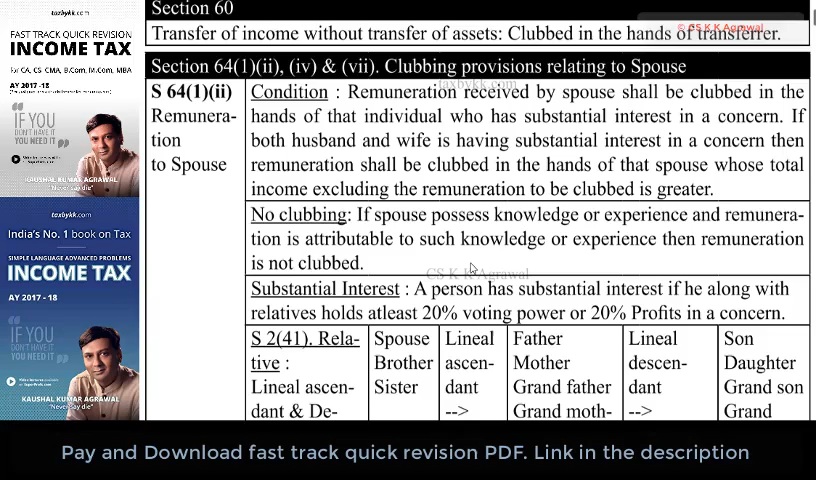 taxbykk.com
FAST TRACK QUICK REVISION
INCOME TAX
For CA, CS, CMA, B.Com, M.Com, MBA
AY 2017 -18
IF YOU
DON'T HAVE IT
YOU NEED IT
KAUSHAL KUMAR AGRAWAL
"Never say die"
taxbykk.com
India's No. 1 book on Tax
SIMPLE LANGUAGE ADVANCED PROBLEMS
INCOME TAX
AY 2017 - 18
IF YOU
DON'T HAVE IT
YOU NEED IT
KAUSHAL KUMAR AGRAWAL
"Never say die"
Section 60
© CS K K Agrawal
Transfer of income without transfer of assets: Clubbed in the hands of transferrer.
Section 64(1)(ii), (iv) & (vii). Clubbing provisions relating to Spouse
taxbykk.com
S 64(1)(ii)
Remunera-
tion
to Spouse
Condition : Remuneration received by spouse shall be clubbed in the
hands of that individual who has substantial interest in a concern. If
both husband and wife is having substantial interest in a concern then
remuneration shall be clubbed in the hands of that spouse whose total
income excluding the remuneration to be clubbed is greater.
No clubbing: If spouse possess knowledge or experience and remunera-
tion is attributable to such knowledge or experience then remuneration
is not clubbed.
CS K K Agrawal
Substantial Interest : A person has substantial interest if he along with
relatives holds atleast 20% voting power or 20% Profits in a concern.
S 2(41). Rela-
tive :
Lineal ascen-
dant & De-
Spouse
Brother
Sister
Lineal
ascen-
dant
-->
Father
Mother
Grand father
Grand moth-
Lineal
descen-
dant
-->
Son
Daughter
Grand son
Grand
Pay and Download fast track quick revision PDF. Link in the description